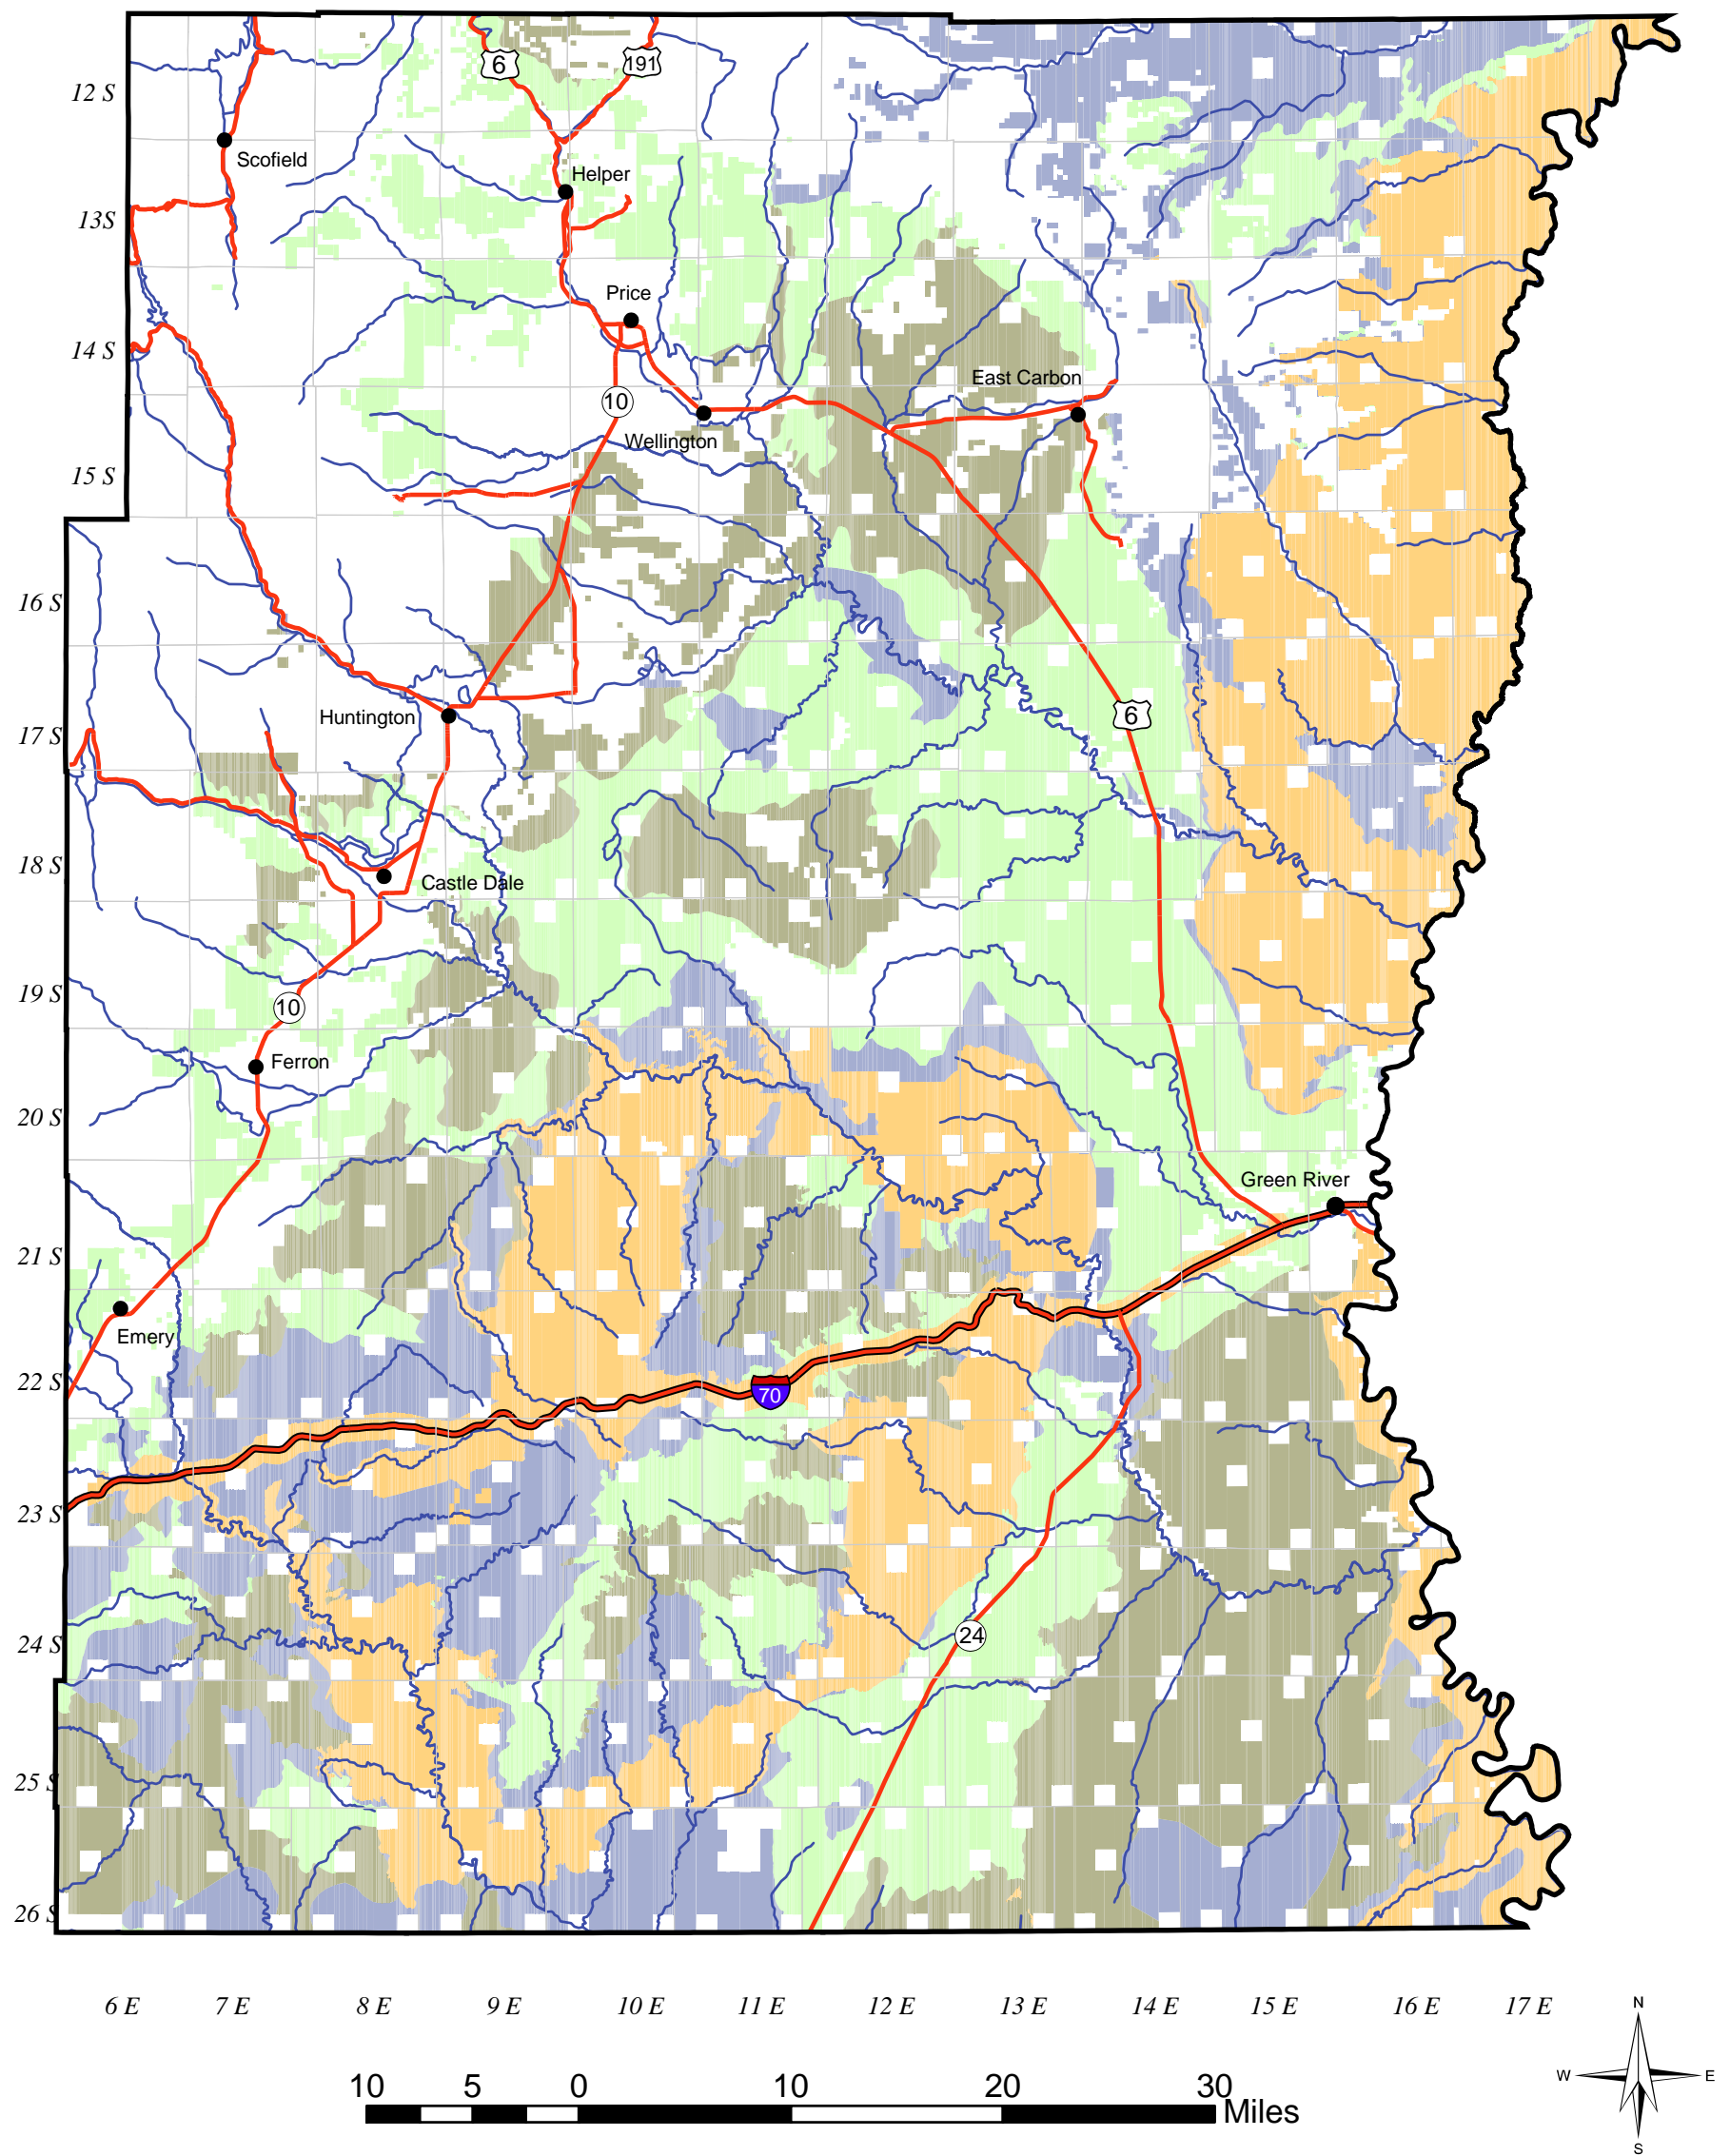 6
191
12 S
Scofield
Helper
13S
Price
14 S
East Carbon
10
Wellington
15 S
16 S
Huntington
6
17 S
18 S
Castle Dale
19 S
10
Ferron
20 S
Green River
21 S
Emery
22 S
70
23 S
24 S
24
25 S
26 S
6 E 7 E 8 E 9 E 10 E 11 E 12 E 13 E 14 E 15 E 16 E 17 E
N
W E
S
10 5 0 10 20 30
Miles